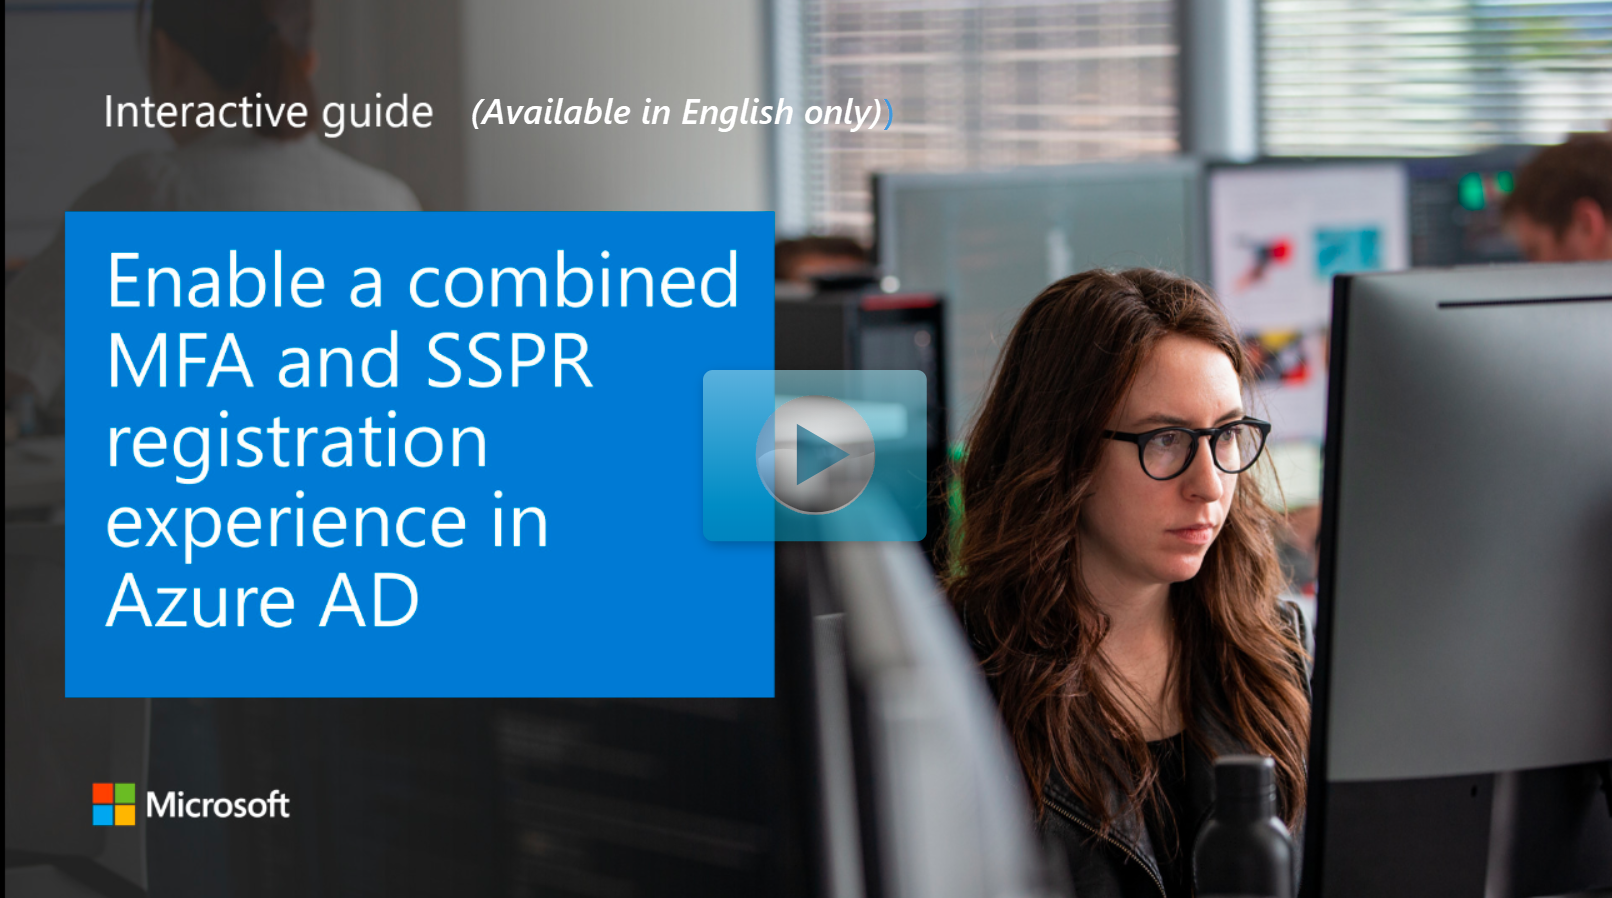 Interactive guide (Available in English only))
Enable a combined
MFA and SSPR
registration
experience in
Azure AD
Microsoft